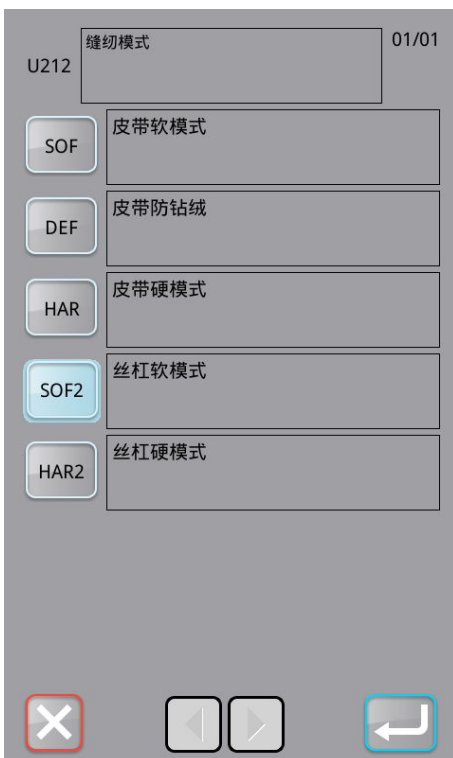 缝纫模式
01/01
U212
SOF
皮带软模式
DEF
皮带防钻绒
HAR
皮带硬模式
SOF2
丝杠软模式
HAR2
丝杠硬模式